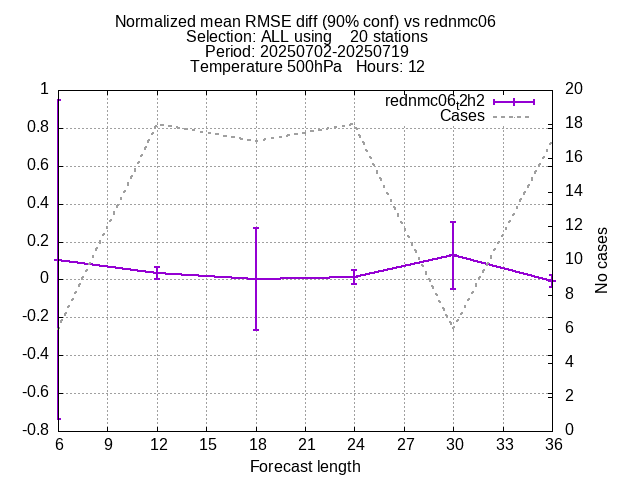 Normalized mean RMSE diff (90% conf) vs rednmc06
Selection: ALL using    20 stations
Period: 20250702-20250719
Temperature 500hPa   Hours: 12
rednmc06,2h2
Cases
1
0.8
0.6
0.4
0.2
0
-0.2
-0.4
-0.6
-0.8
20
18
16
14
12
10
8
6
4
2
0
No cases
6 9 12 15 18 21 24 27 30 33 36
Forecast length